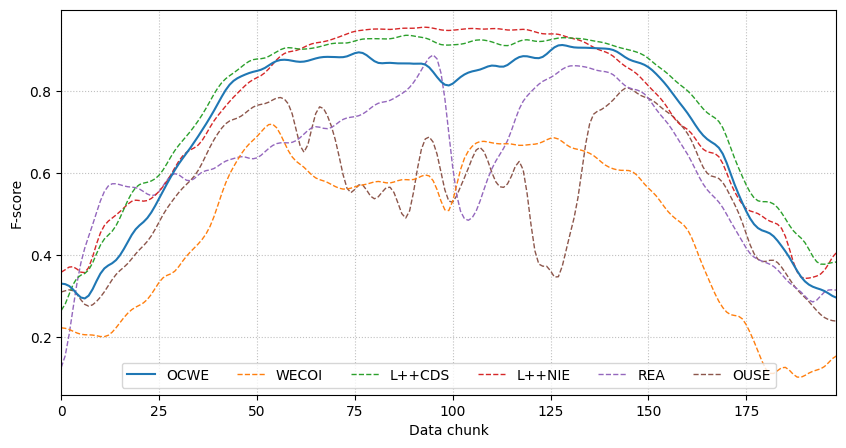 F-score
0.8
0.6
0.4
0.2
OCWE WECOI L++CDS L++NIE REA OUSE
0 25 50 75 100 125 150 175
Data chunk